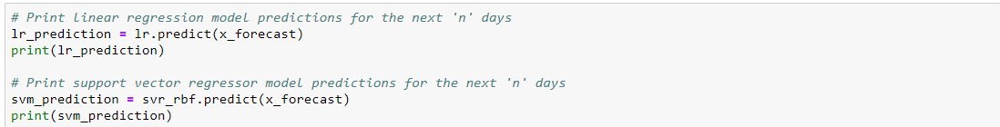 # Print linear regression model predictions for the next 'n' days
lr_prediction = lr.predict(x_forecast)
print(lr_prediction)
# Print support vector regressor model predictions for the next 'n' days
svm_prediction = svr_rbf.predict(x_forecast)
print(svm_prediction)